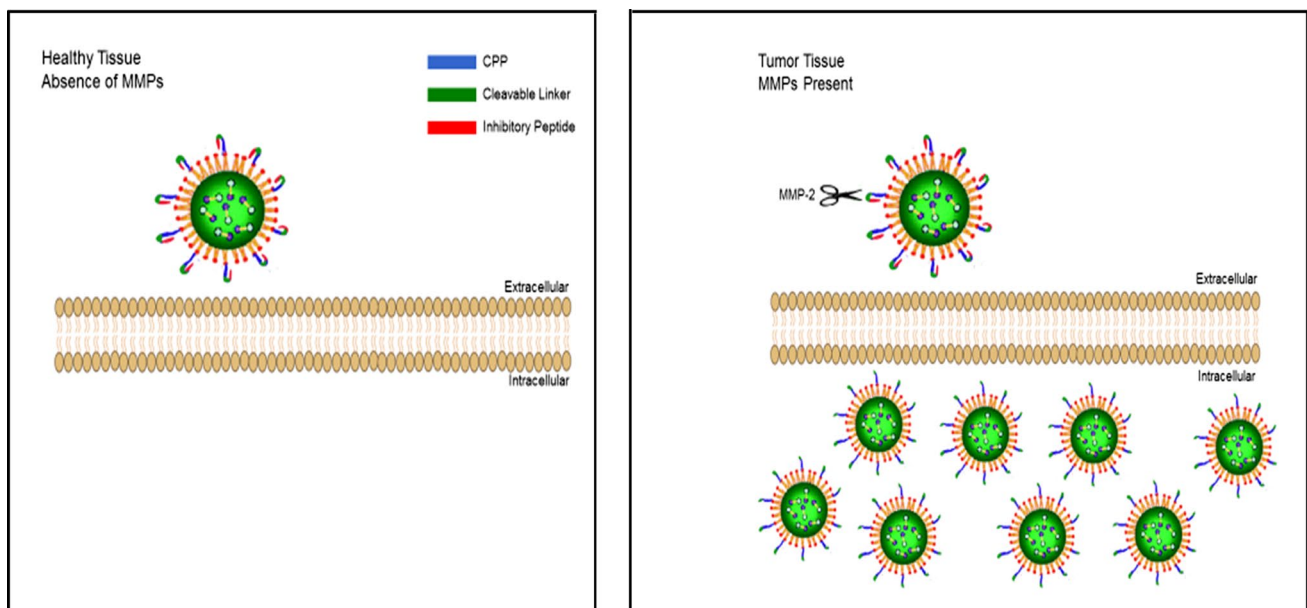 Healthy Tissue
Absence of MMPs
CPP
Cleavable Linker
Inhibitory Peptide
Extracellular
Intracellular
Tumor Tissue
MMPs Present
MMP-2
Extracellular
Intracellular